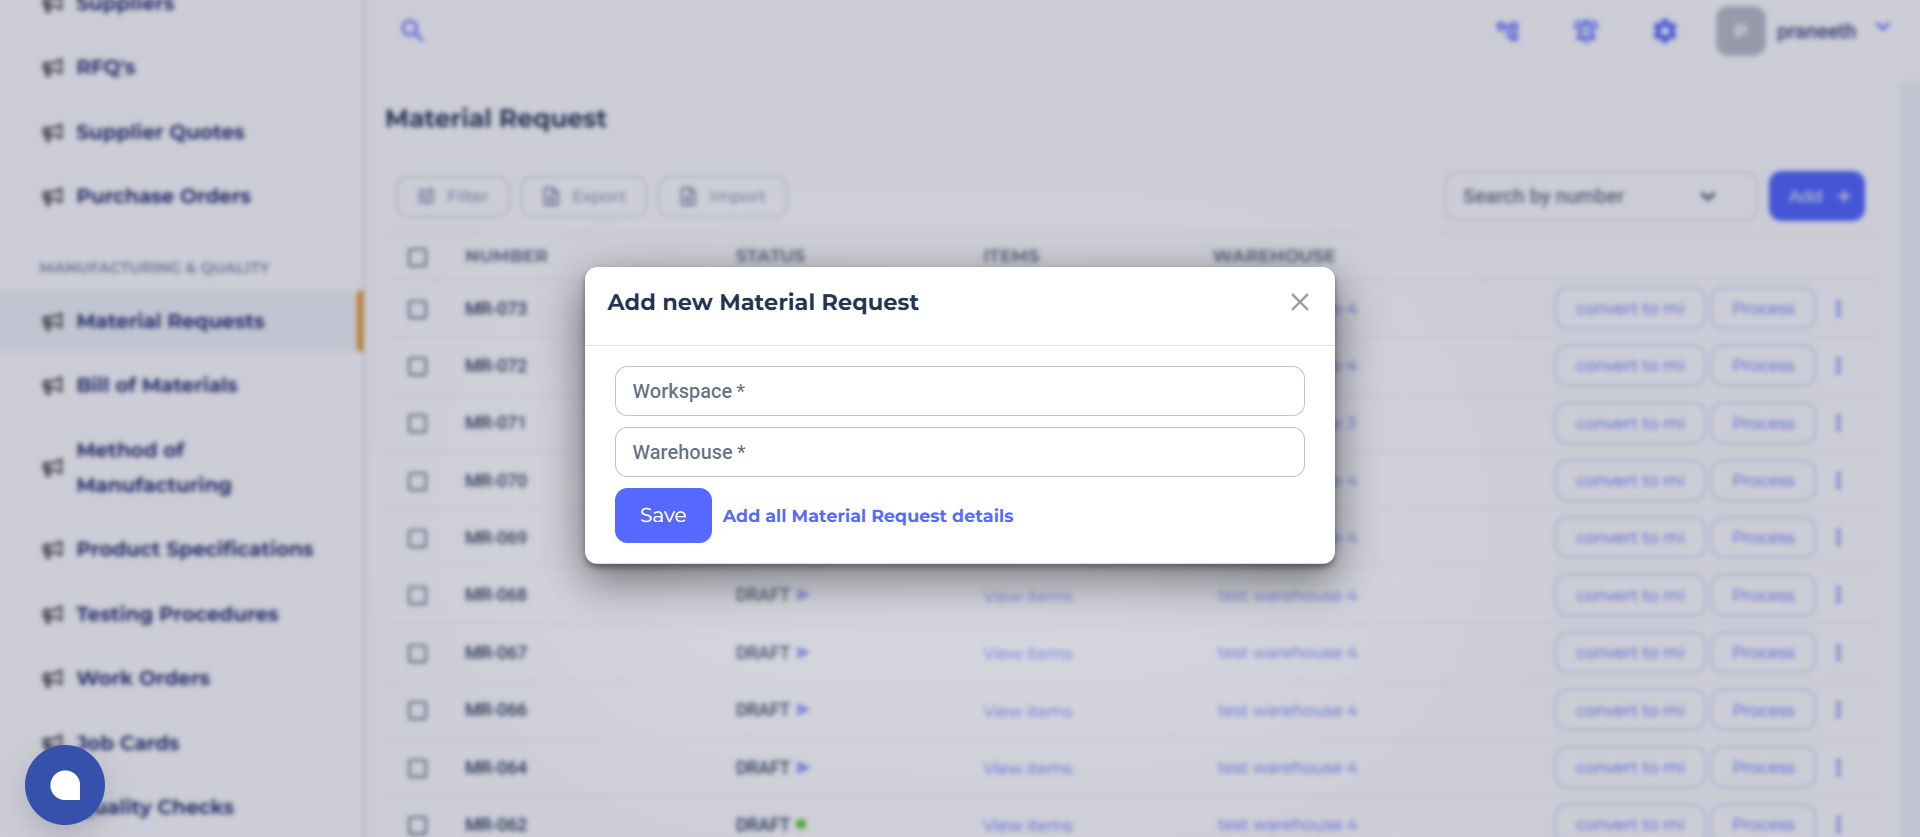 Suppliers
RFQ's
Supplier Quotes
Purchase Orders
MANUFACTURING & QUALITY
Material Requests
Bill of Materials
Method of
Manufacturing
Product Specifications
Testing Procedures
Work Orders
Job Cards
uality Checks
P praneeth
Material Request
Filter Export Import Search by number Add +
NUMBER STATUS ITEMS WAREHOUSE
MR-073 4 convert to mi Process
MR-072 4 convert to mi Process
MR-071 3 convert to mi Process
MR-070 4 convert to mi Process
MR-069 4 convert to mi Process
MR-068 DRAFT View items test warehouse 4 convert to mi Process
MR-067 DRAFT View items test warehouse 4 convert to mi Process
MR-066 DRAFT View items test warehouse 4 convert to mi Process
MR-064 DRAFT View items test warehouse 4 convert to mi Process
MR-062 DRAFT View items test warehouse 4 convert to mi Process
Add new Material Request
Workspace *
Warehouse *
Save Add all Material Request details